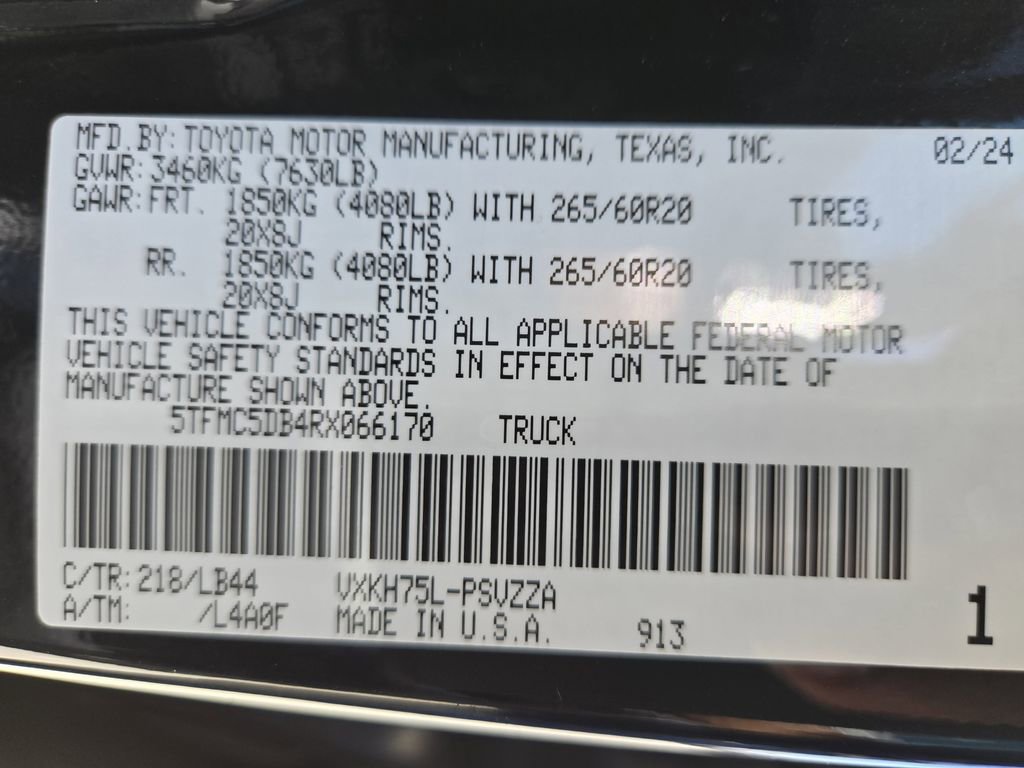 MFD.BY: TOYOTA MOTOR MANUFACTURING, TEXAS, INC. 02/24
GVWR: 3460KG (7630LB)
GAWR: FRT. 1850KG (4080LB) WITH 265/60R20 TIRES,
20X8J RIMS.
RR. 1850KG (4080LB) WITH 265/60R20 TIRES,
20X8J RIMS.
THIS VEHICLE CONFORMS TO ALL APPLICABLE FEDERAL MOTOR
VEHICLE SAFETY STANDARDS IN EFFECT ON THE DATE OF
MANUFACTURE SHOWN ABOVE.
5TFMC5DB4RX066170 TRUCK
C/TR: 218/LB44 VXKH75L-PSVZZA
A/TM: /L4A0F MADE IN U.S.A. 913 1